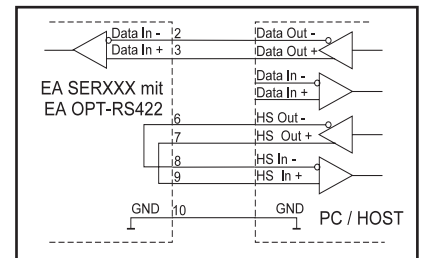 Data In - 2 Data Out -
Data In + 3 Data Out +
Data In -
Data In +
EA SERXXX mit
EA OPT-RS422
6 HS Out -
7 HS Out +
8 HS In -
9 HS In +
GND 10 GND
PC / HOST